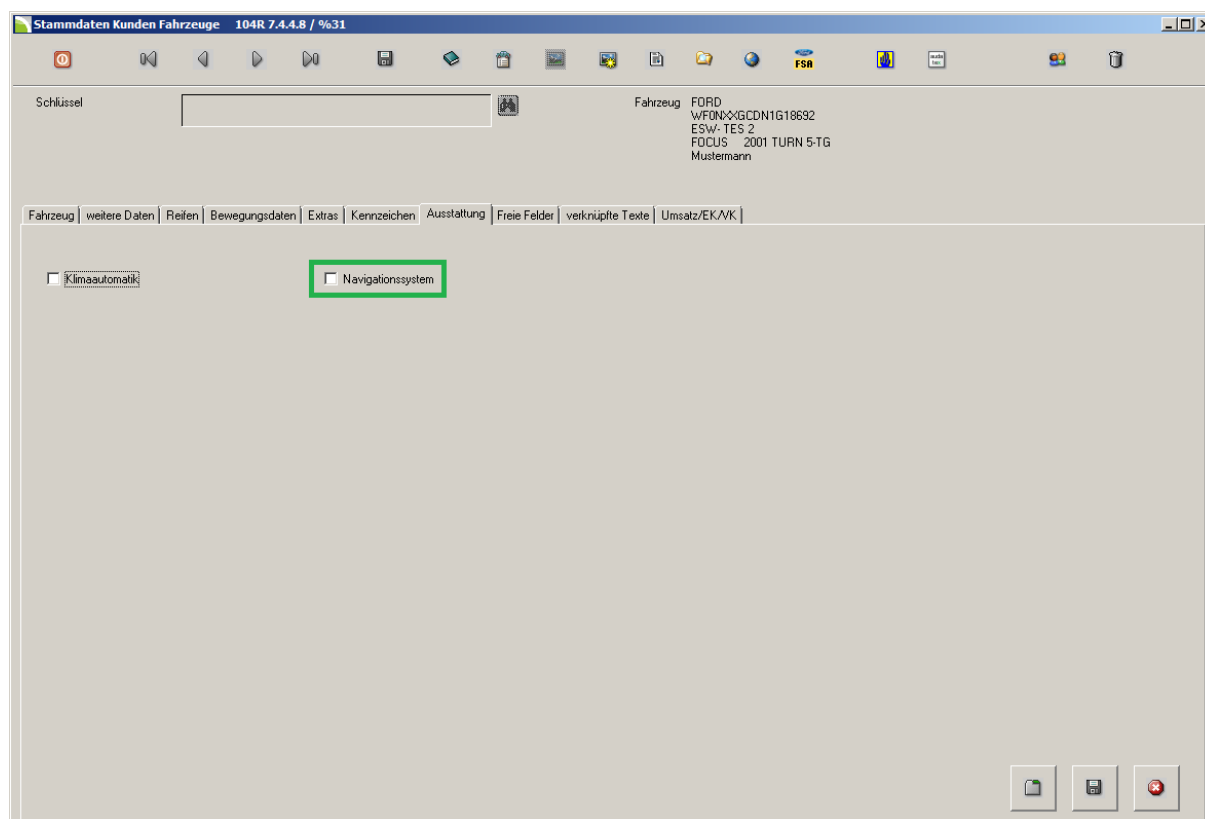 Stammdaten Kunden Fahrzeuge 104R 7.4.4.8 / %31
FSA
Schlüssel
Fahrzeug FORD
WF0NXXGCDN1G18692
ESW- TES 2
FOCUS 2001 TURN 5-TG
Mustermann
Fahrzeug weitere Daten Reifen Bewegungsdaten Extras Kennzeichen Ausstattung Freie Felder verknüpfte Texte Umsatz/EK/VK
Klimaautomatik Navigationssystem